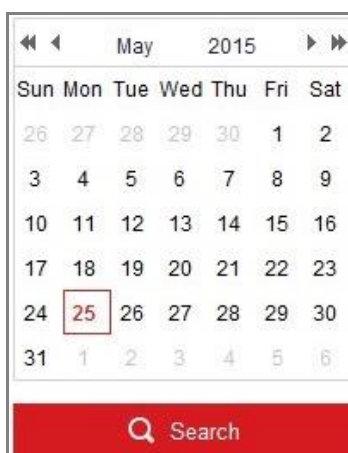 May 2015
Sun Mon Tue Wed Thu Fri Sat
26 27 28 29 30 1 2
3 4 5 6 7 8 9
10 11 12 13 14 15 16
17 18 19 20 21 22 23
24 25 26 27 28 29 30
31 1 2 3 4 5 6
Search